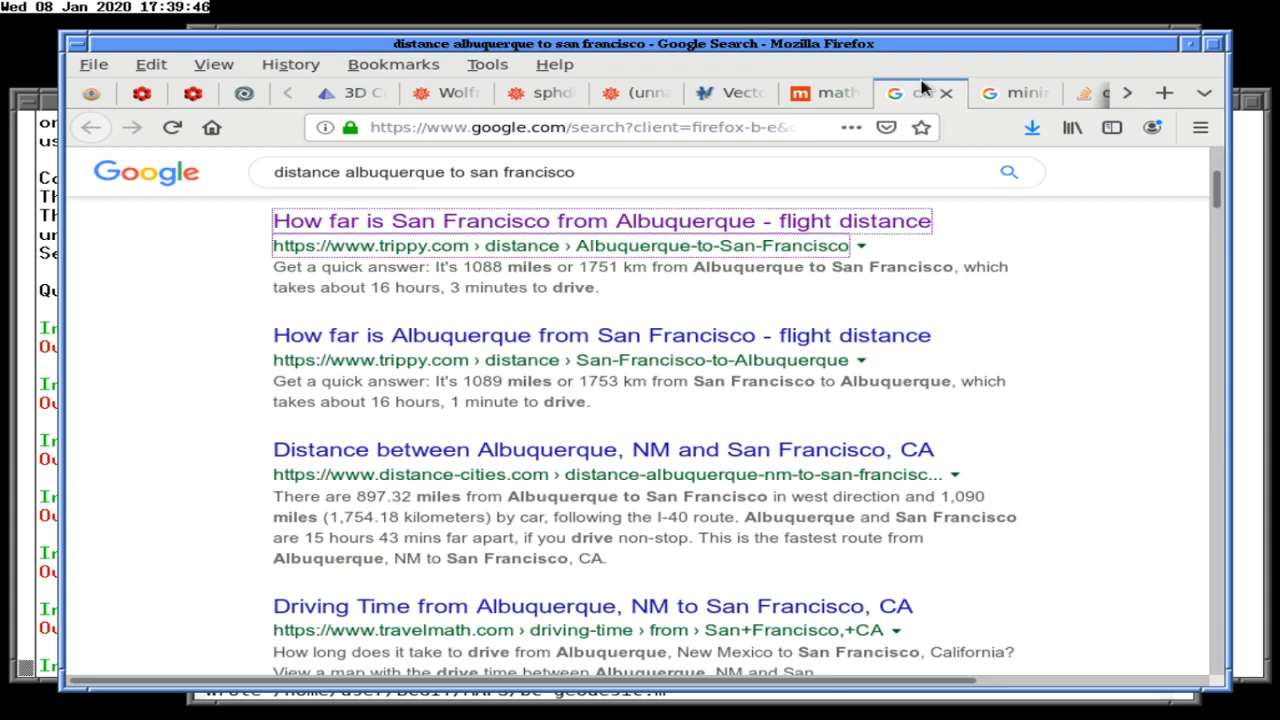 Wed 08 Jan 2020 17:39:46
distance albuquerque to san francisco - Google Search - Mozilla Firefox
File Edit View History Bookmarks Tools Help
3D C Wolfr sphdi (unna Vecto math mini
https://www.google.com/search?client=firefox-b-e&
Google distance albuquerque to san francisco
How far is San Francisco from Albuquerque - flight distance
https://www.trippy.com › distance › Albuquerque-to-San-Francisco
Get a quick answer: It's 1088 miles or 1751 km from Albuquerque to San Francisco, which
takes about 16 hours, 3 minutes to drive.
How far is Albuquerque from San Francisco - flight distance
https://www.trippy.com › distance › San-Francisco-to-Albuquerque
Get a quick answer: It's 1089 miles or 1753 km from San Francisco to Albuquerque, which
takes about 16 hours, 1 minute to drive.
Distance between Albuquerque, NM and San Francisco, CA
https://www.distance-cities.com › distance-albuquerque-nm-to-san-francisc...
There are 897.32 miles from Albuquerque to San Francisco in west direction and 1,090
miles (1,754.18 kilometers) by car, following the I-40 route. Albuquerque and San Francisco
are 15 hours 43 mins far apart, if you drive non-stop. This is the fastest route from
Albuquerque, NM to San Francisco, CA.
Driving Time from Albuquerque, NM to San Francisco, CA
https://www.travelmath.com › driving-time › from › San+Francisco,+CA
How long does it take to drive from Albuquerque, New Mexico to San Francisco, California?
View a map with the drive time between Albuquerque, NM and San